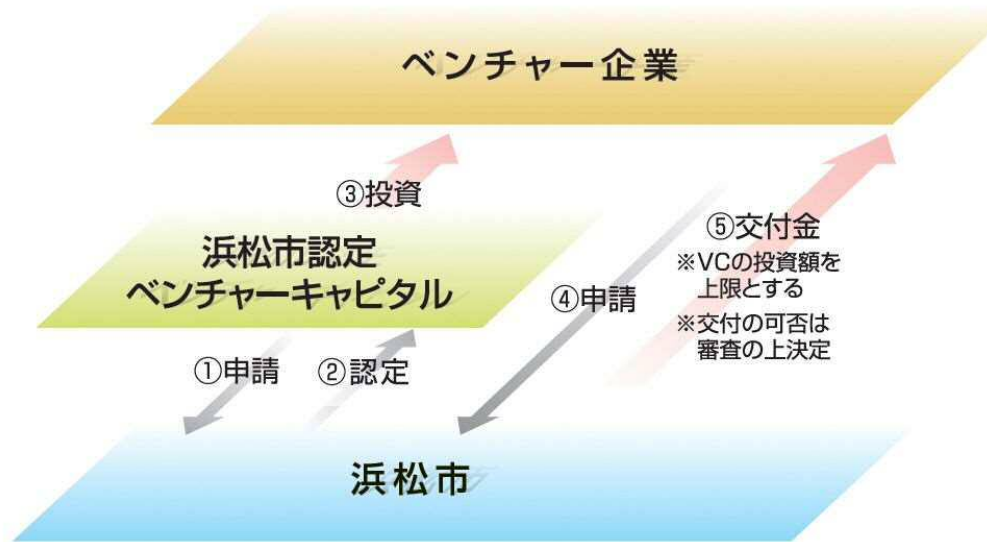 ベンチャー企業
③投資
浜松市認定
ベンチャーキャピタル
①申請
②認定
④申請
⑤交付金
※VCの投資額を
上限とする
※交付の可否は
審査の上決定
浜松市